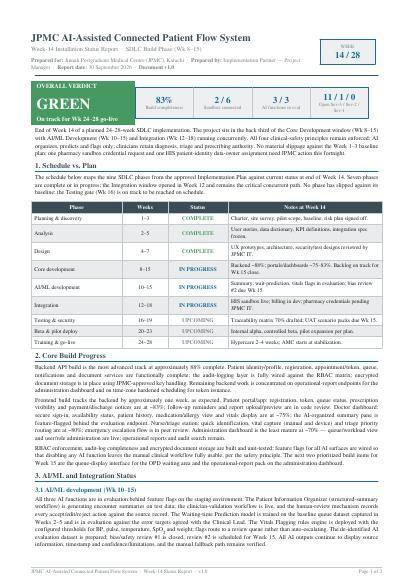 JPMC AI-Assisted Connected Patient Flow System
Week-14 Installation Status Report · SDLC Build Phase (Wk 8–15)
Prepared for: Jinnah Postgraduate Medical Centre (JPMC), Karachi · Prepared by: Implementation Partner — Project
Manager · Report date: 30 September 2026 · Document v1.0
WEEK
14 / 28
OVERALL VERDICT
GREEN
On track for Wk 24–28 go-live
83%
Build completeness
2 / 6
Sandbox connected
3 / 3
AI functions in eval
11 / 1 / 0
Open Sev-3 / Sev-2 /
Sev-1
End of Week 14 of a planned 24–28-week SDLC implementation. The project sits in the back third of the Core Development window (Wk 8–15)
with AI/ML Development (Wk 10–15) and Integration (Wk 12–18) running concurrently. All four clinical-safety principles remain enforced; AI
organizes, predicts and flags only; clinicians retain diagnosis, triage and prescribing authority. No material slippage against the Week 1–3 baseline
plan; one pharmacy sandbox credential request and one HIS patient-identity data-owner assignment need JPMC action this fortnight.
1. Schedule vs. Plan
The schedule below maps the nine SDLC phases from the approved Implementation Plan against current status at end of Week 14. Seven phases
are complete or in progress; the Integration window opened in Week 12 and remains the critical concurrent path. No phase has slipped against its
baseline; the Testing gate (Wk 16) is on track to be reached on schedule.
Phase Weeks Status Notes at Week 14
Planning & discovery 1–3 COMPLETE Charter, site survey, pilot scope, baseline, risk plan signed off.
Analysis 2–5 COMPLETE User stories, data dictionary, KPI definitions, integration spec
frozen.
Design 4–7 COMPLETE UX prototypes, architecture, security/test designs reviewed by
JPMC IT.
Core development 8–15 IN PROGRESS Backend ~88%; portals/dashboards ~75–83%. Backlog on track for
Wk 15 close.
AI/ML development 10–15 IN PROGRESS Summary, wait-prediction, vitals flags in evaluation; bias review
#2 due Wk 15
Integration 12–18 IN PROGRESS HIS sandbox live; billing in dev; pharmacy credentials pending
JPMC IT.
Testing & security 16–19 UPCOMING Traceability matrix 70% drafted; UAT scenario packs due Wk 15.
Beta & pilot deploy 20–23 UPCOMING Internal alpha, controlled beta, pilot expansion per plan.
Training & go-live 24–28 UPCOMING Hypercare 2–4 weeks; AMC starts at stabilization.
2. Core Build Progress
Backend API build is the most advanced track at approximately 88% complete. Patient identity/profile, registration, appointment/token, queue,
notifications and document services are functionally complete; the audit-logging layer is fully wired against the RBAC matrix; encrypted
document storage is in place using JPMC-approved key handling. Remaining backend work is concentrated on operational-report endpoints for the
administration dashboard and on time-zone hardened scheduling for token issuance.
Frontend build tracks the backend by approximately one week, as expected. Patient portal/app: registration, token, queue status, prescription
visibility and payment/discharge notices are at ~83%; follow-up reminders and report upload/preview are in code review. Doctor dashboard:
secure sign-in, availability status, patient history, medication/allergy view and vitals display are at ~75%; the AI-organized summary pane is
feature-flagged behind the evaluation endpoint. Nurse/triage station: quick identification, vital capture (manual and device) and triage priority
routing are at ~80%; emergency escalation flow is in peer review. Administration dashboard is the least mature at ~70% — queue/workload view
and user/role administration are live; operational reports and audit search remain.
RBAC enforcement, audit-log completeness and encrypted document storage are built and unit-tested; feature flags for all AI surfaces are wired so
that disabling any AI function leaves the manual clinical workflow fully usable, per the safety principle. The next two prioritized build items for
Week 15 are the queue-display interface for the OPD waiting area and the operational-report pack on the administration dashboard.
3. AI/ML and Integration Status
3.1 AI/ML development (Wk 10–15)
All three AI functions are in evaluation behind feature flags on the staging environment. The Patient Information Organizer (structured-summary
workflow) is generating encounter summaries on test data; the clinician-validation workflow is live, and the human-review mechanism records
every accept/edit/reject action against the source record. The Waiting-time Prediction model is trained on the baseline queue dataset captured in
Weeks 2–5 and is in evaluation against the error targets agreed with the Clinical Lead. The Vitals Flagging rules engine is deployed with the
configured thresholds for BP, pulse, temperature, SpO₂ and weight; flags route to a review queue rather than auto-escalating. The de-identified AI
evaluation dataset is prepared; bias/safety review #1 is closed, review #2 is scheduled for Week 15. All AI outputs continue to display source
information, timestamp and confidence/limitations, and the manual fallback path remains verified.
JPMC AI-Assisted Patient Flow System · Week-14 Status Report · v1.0 Page 1 of 2